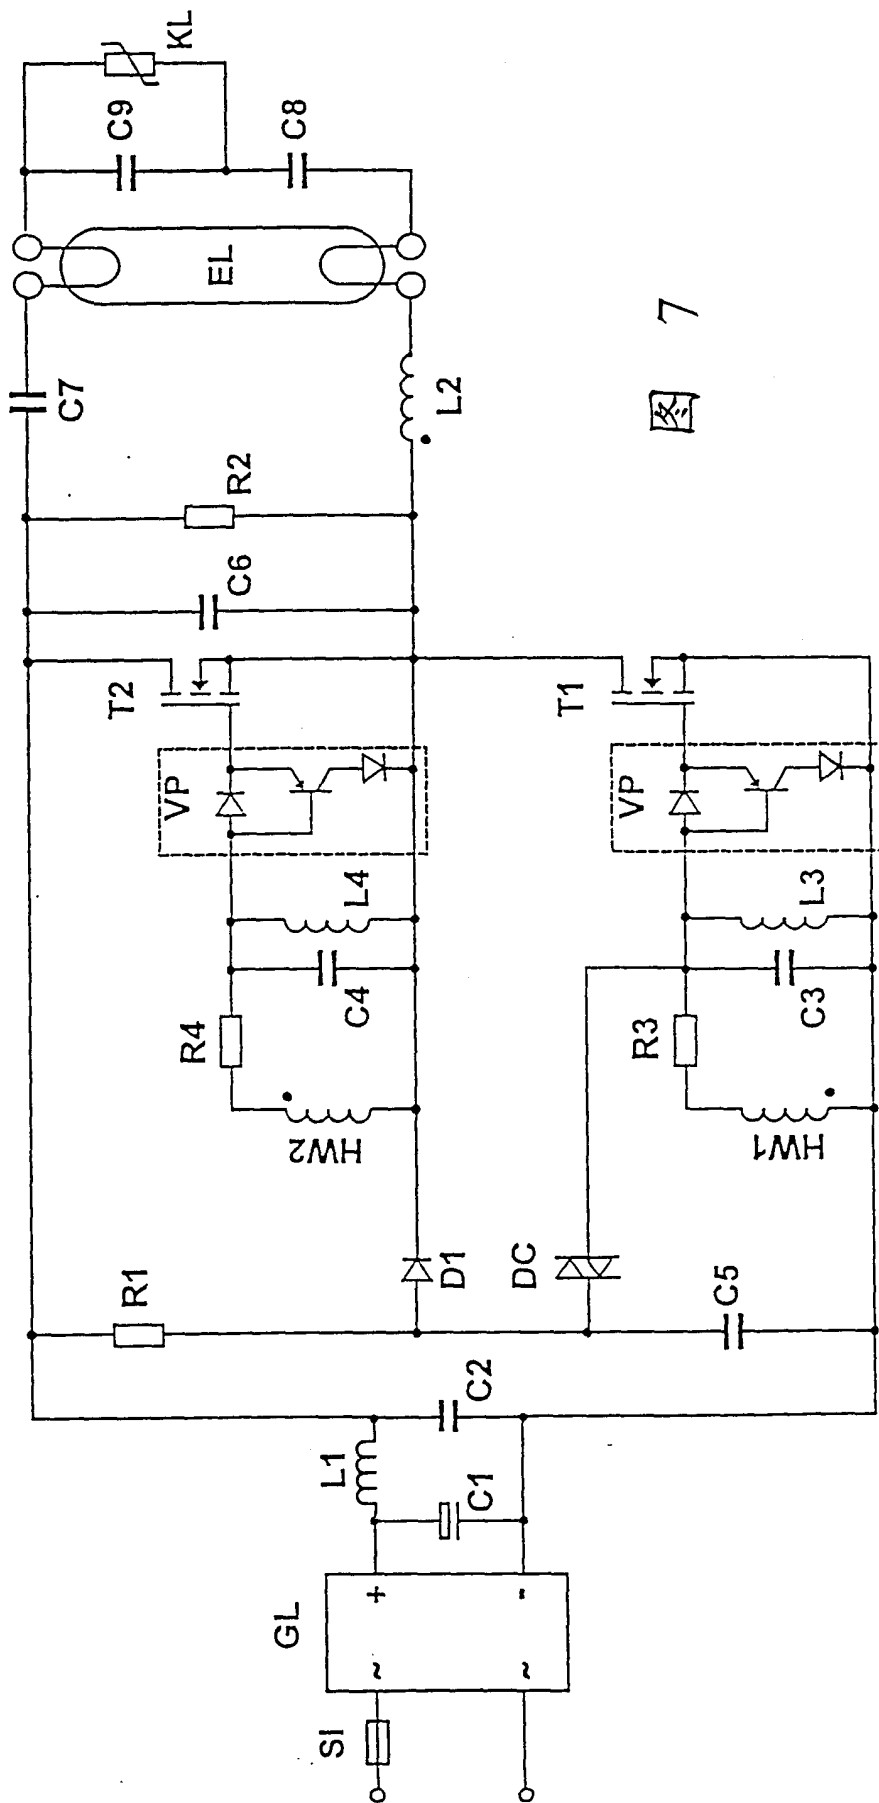 SI
GL
+
-
~
~
L1
C1
C2
R1
D1
DC
C5
HW2
R4
C4
L4
VP
T2
HW1
R3
C3
L3
VP
T1
C6
R2
C7
L2
EL
C9
C8
KL
图 7